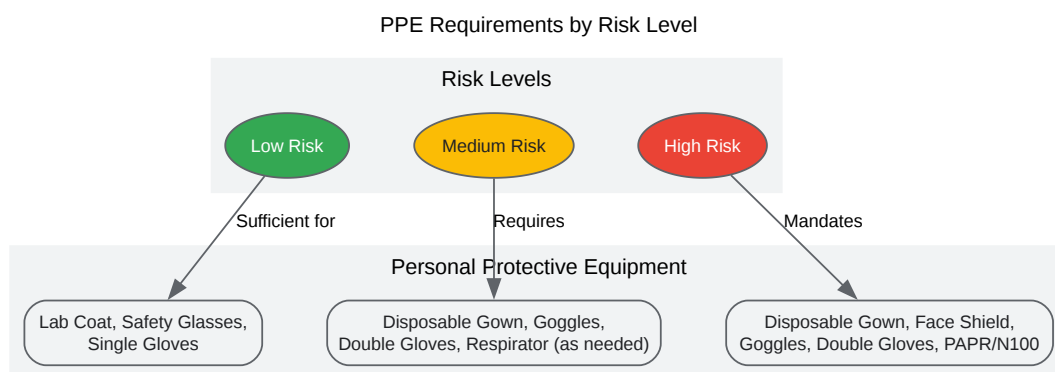 PPE Requirements by Risk Level
Risk Levels
Low Risk
Medium Risk
High Risk
Sufficient for
Requires
Mandates
Personal Protective Equipment
Lab Coat, Safety Glasses,
Single Gloves
Disposable Gown, Goggles,
Double Gloves, Respirator (as needed)
Disposable Gown, Face Shield,
Goggles, Double Gloves, PAPR/N100